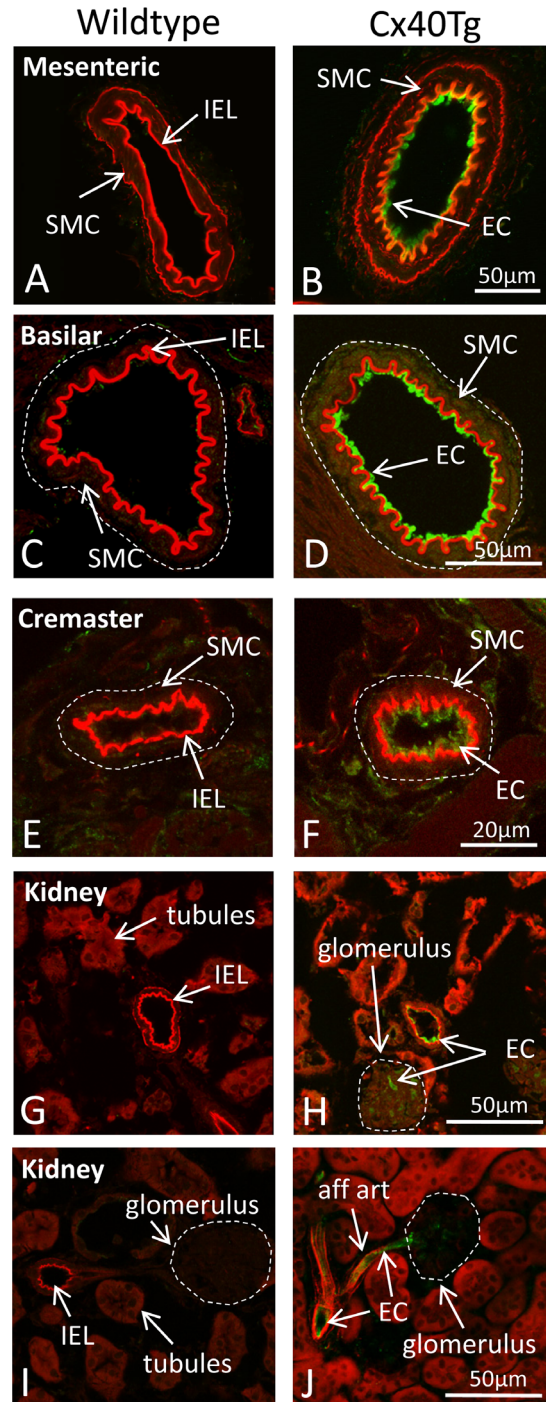 Wildtype Cx40Tg
Mesenteric
IEL
SMC
A
SMC
EC
B
50μm
Basilar
IEL
SMC
C
SMC
EC
D
50μm
Cremaster
SMC
IEL
E
SMC
EC
F
20μm
Kidney
tubules
IEL
G
glomerulus
EC
H
50μm
Kidney
glomerulus
IEL
tubules
I
aff art
EC
glomerulus
J
50μm